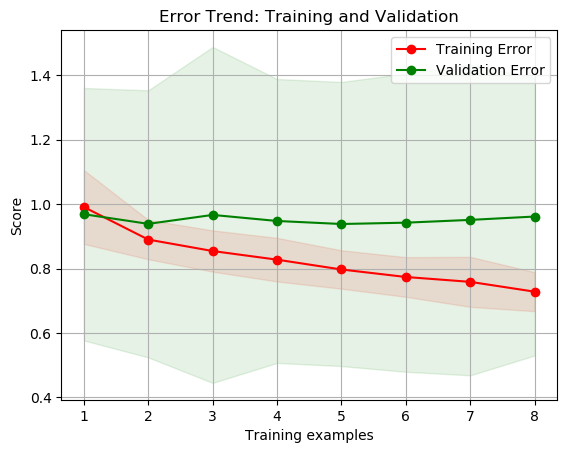 Error Trend: Training and Validation
Training Error
Validation Error
1.4
1.2
1.0
0.8
0.6
0.4
Score
1 2 3 4 5 6 7 8
Training examples